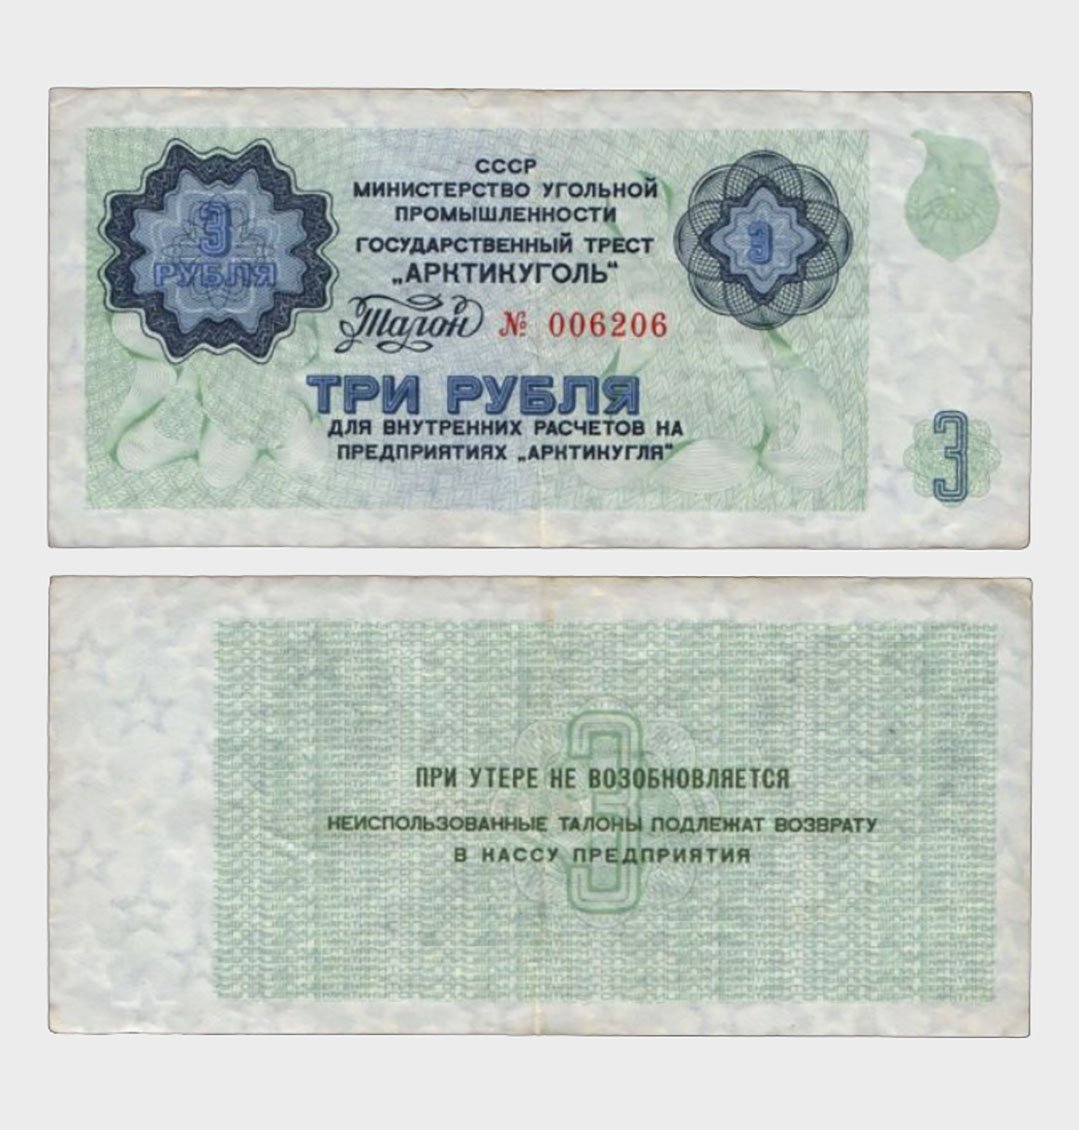 3
РУБЛЯ
СССР
МИНИСТЕРСТВО УГОЛЬНОЙ
ПРОМЫШЛЕННОСТИ
ГОСУДАРСТВЕННЫЙ ТРЕСТ
„АРКТИКУГОЛЬ“
Талон № 006206
3
ТРИ РУБЛЯ
ДЛЯ ВНУТРЕННИХ РАСЧЕТОВ НА
ПРЕДПРИЯТИЯХ „АРКТИКУГЛЯ“
3
3
ПРИ УТЕРЕ НЕ ВОЗОБНОВЛЯЕТСЯ
НЕИСПОЛЬЗОВАННЫЕ ТАЛОНЫ ПОДЛЕЖАТ ВОЗВРАТУ
В КАССУ ПРЕДПРИЯТИЯ